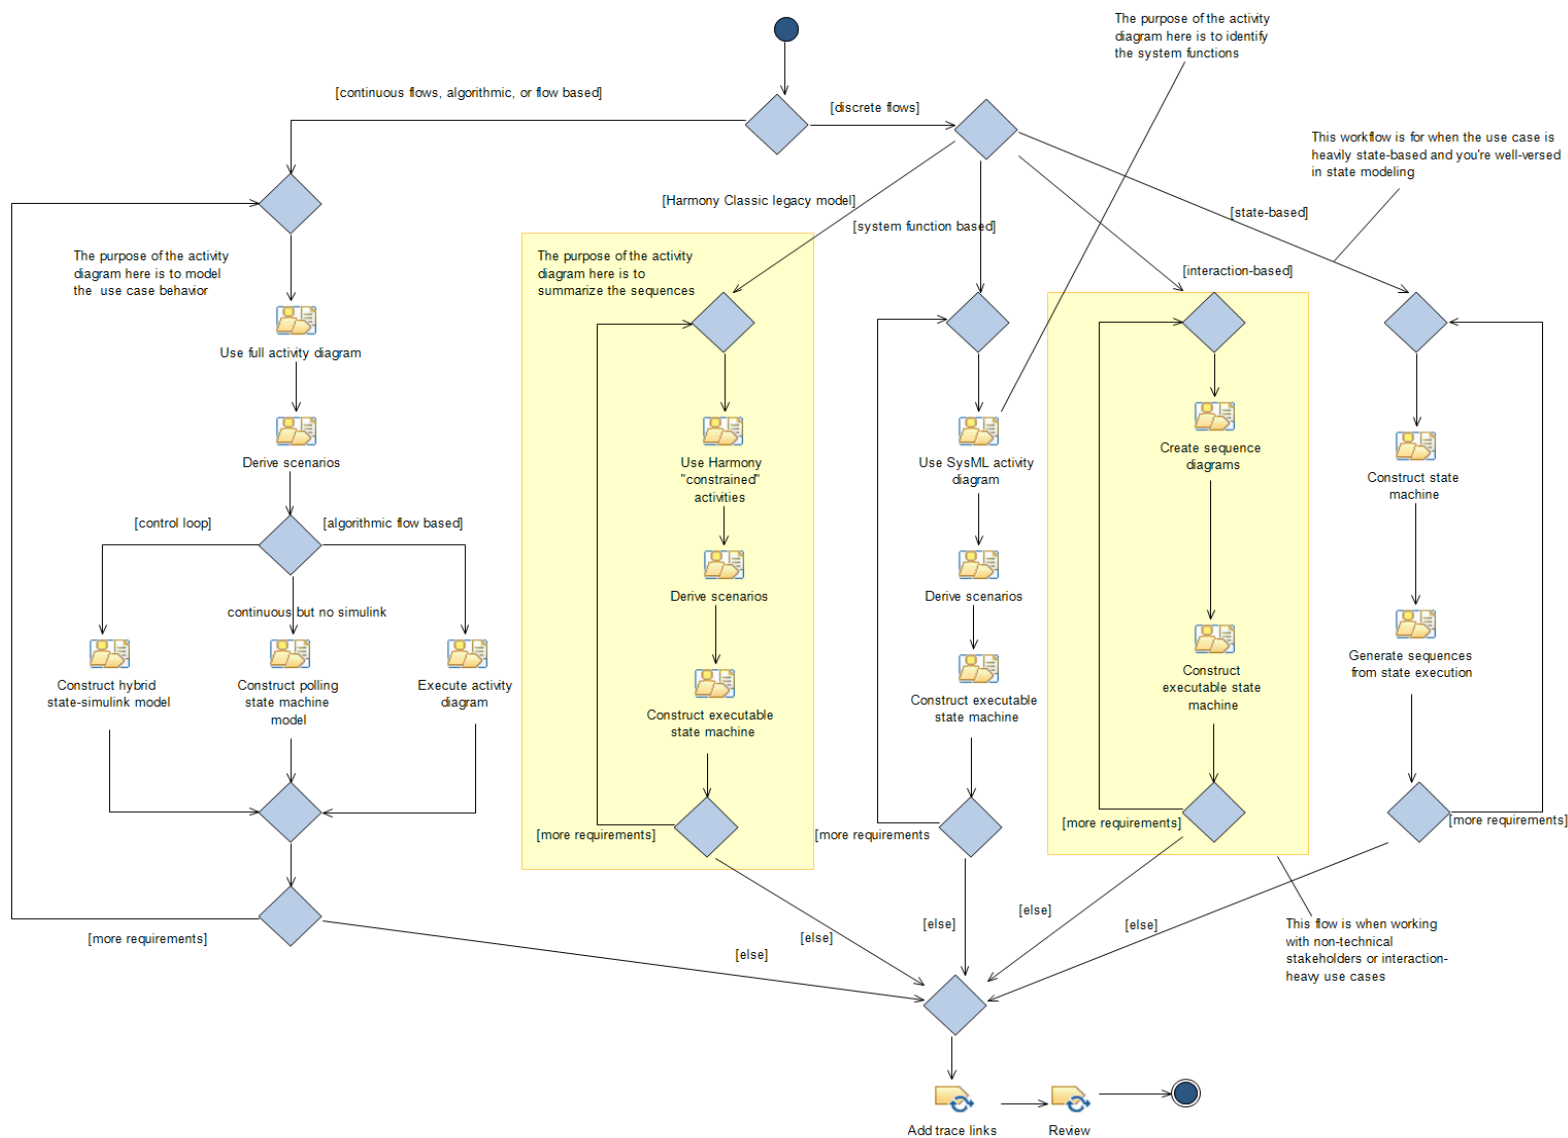 The purpose of the activity
diagram here is to identify
the system functions
[continuous flows, algorithmic, or flow based]
[discrete flows]
This workflow is for when the use case is
heavily state-based and you're well-versed
in state modeling
[Harmony Classic legacy model]
[system function based]
[state-based]
[interaction-based]
The purpose of the activity
diagram here is to model
the  use case behavior
The purpose of the activity
diagram here is to
summarize the sequences
Use full activity diagram
Derive scenarios
[control loop]
[algorithmic flow based]
continuous but no simulink
Construct hybrid
state-simulink model
Construct polling
state machine
model
Execute activity
diagram
[more requirements]
[else]
Use Harmony
"constrained"
activities
Derive scenarios
Construct executable
state machine
[more requirements]
[else]
Use SysML activity
diagram
Derive scenarios
Construct executable
state machine
[more requirements
[else]
Create sequence
diagrams
Construct
executable state
machine
[more requirements]
[else]
Construct state
machine
Generate sequences
from state execution
[more requirements]
[else]
This flow is when working
with non-technical
stakeholders or interaction-
heavy use cases
Add trace links
Review